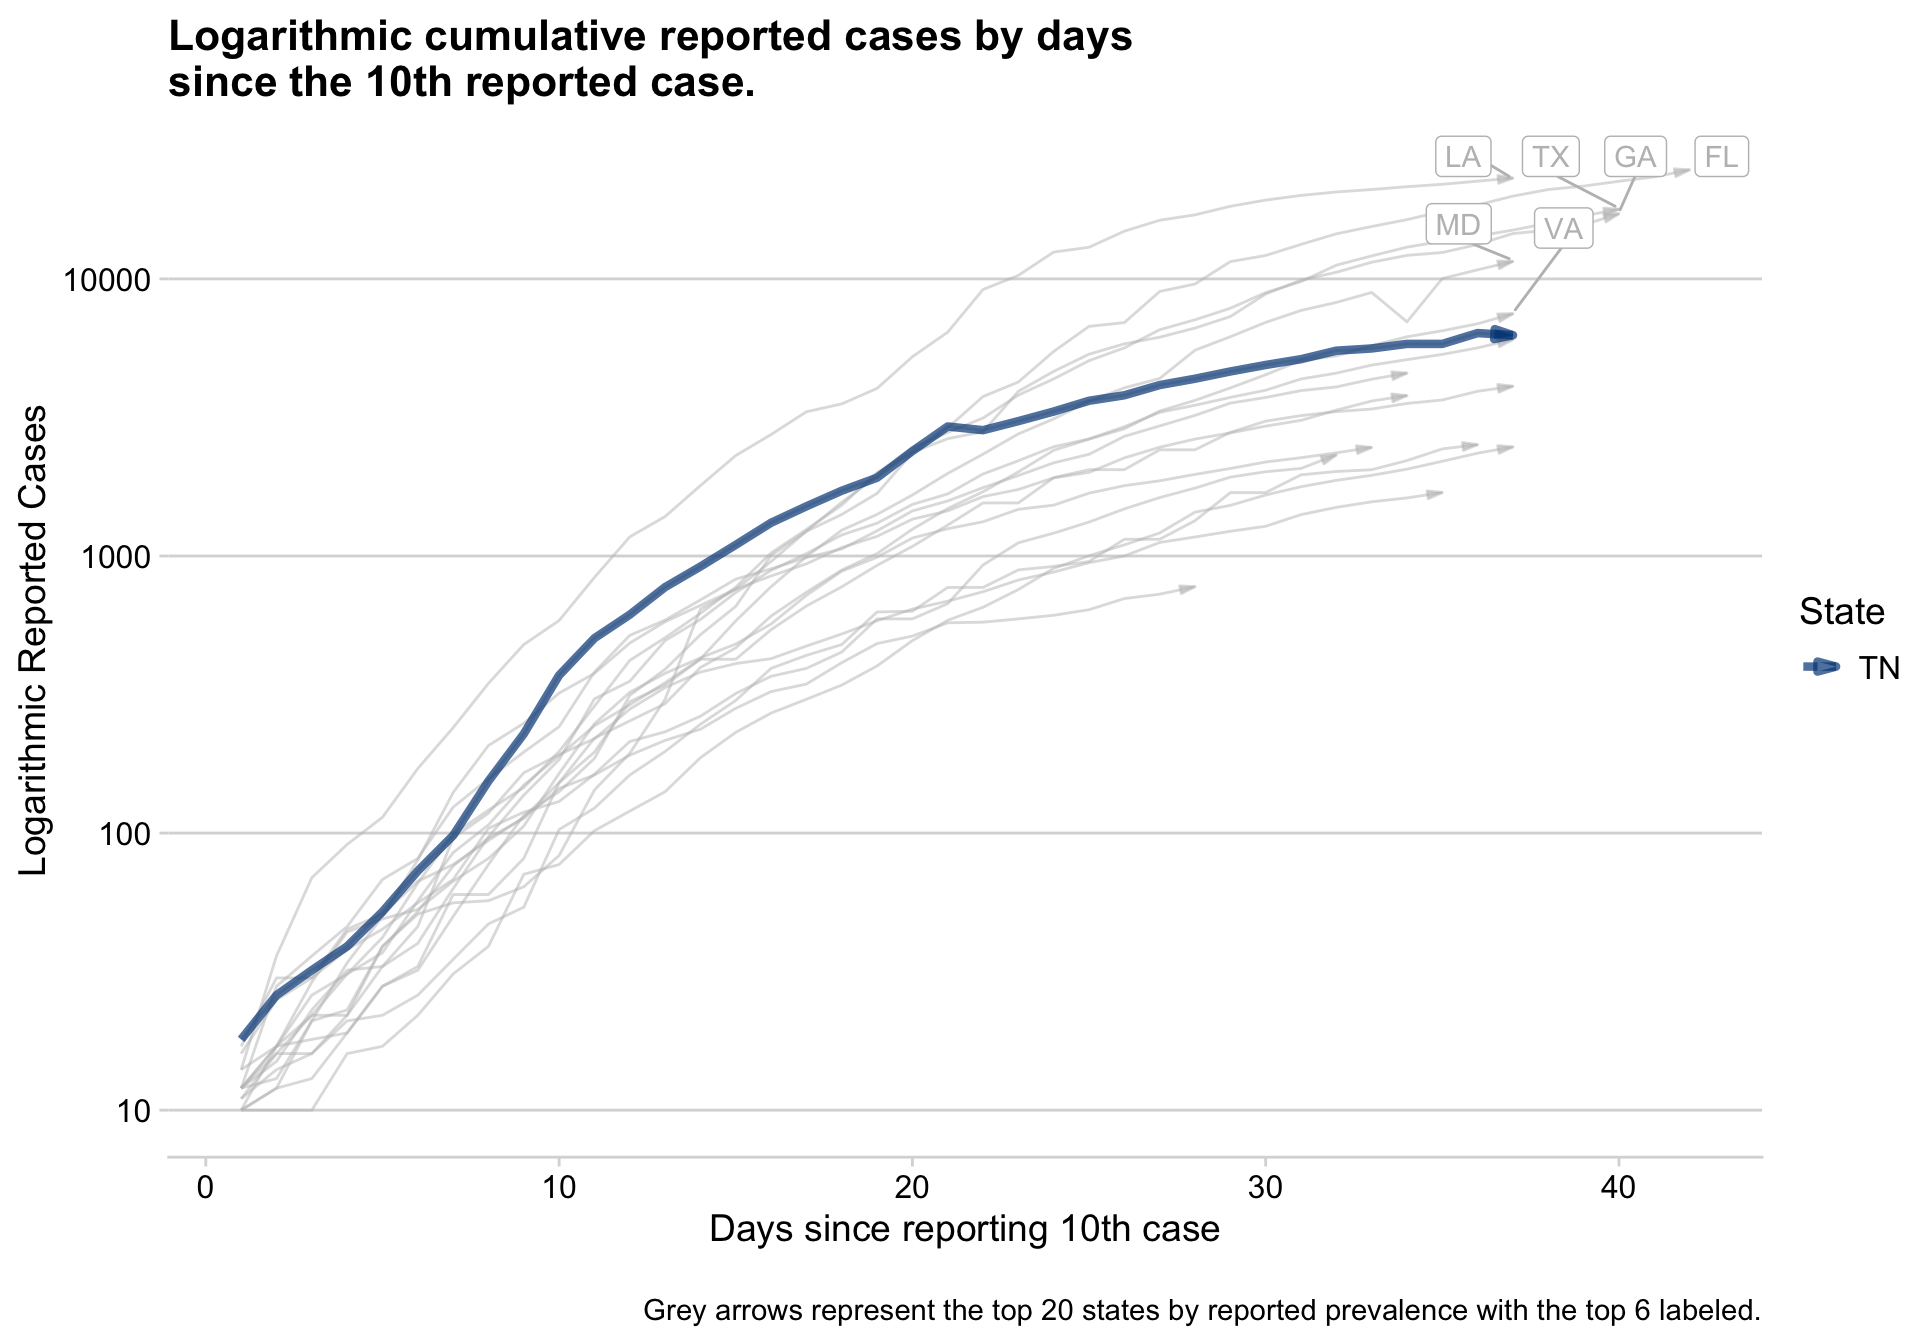 Logarithmic cumulative reported cases by days
since the 10th reported case.
LA
TX
GA
FL
MD
VA
10000
1000
100
10
Logarithmic Reported Cases
State
TN
0
10
20
30
40
Days since reporting 10th case
Grey arrows represent the top 20 states by reported prevalence with the top 6 labeled.